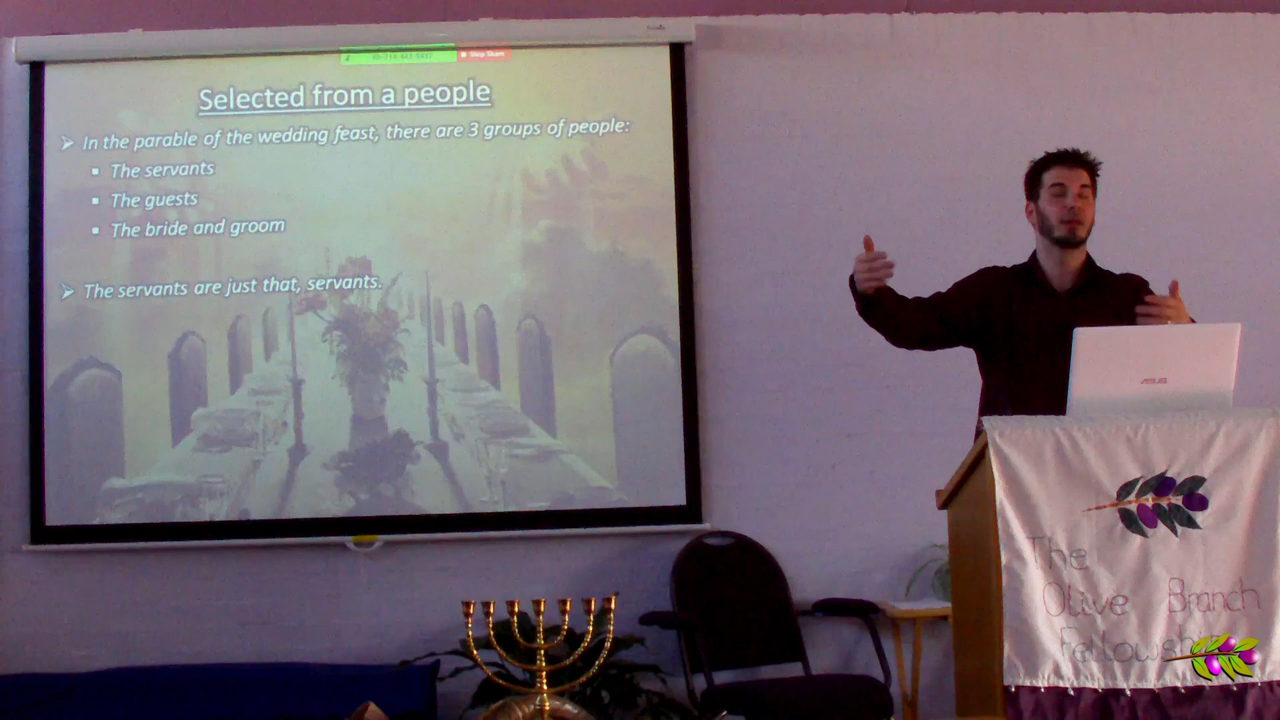 Stop Share
Selected from a people
In the parable of the wedding feast, there are 3 groups of people:
The servants
The guests
The bride and groom
The servants are just that, servants.
ASUS
The
Olive Branch
Fellowsh